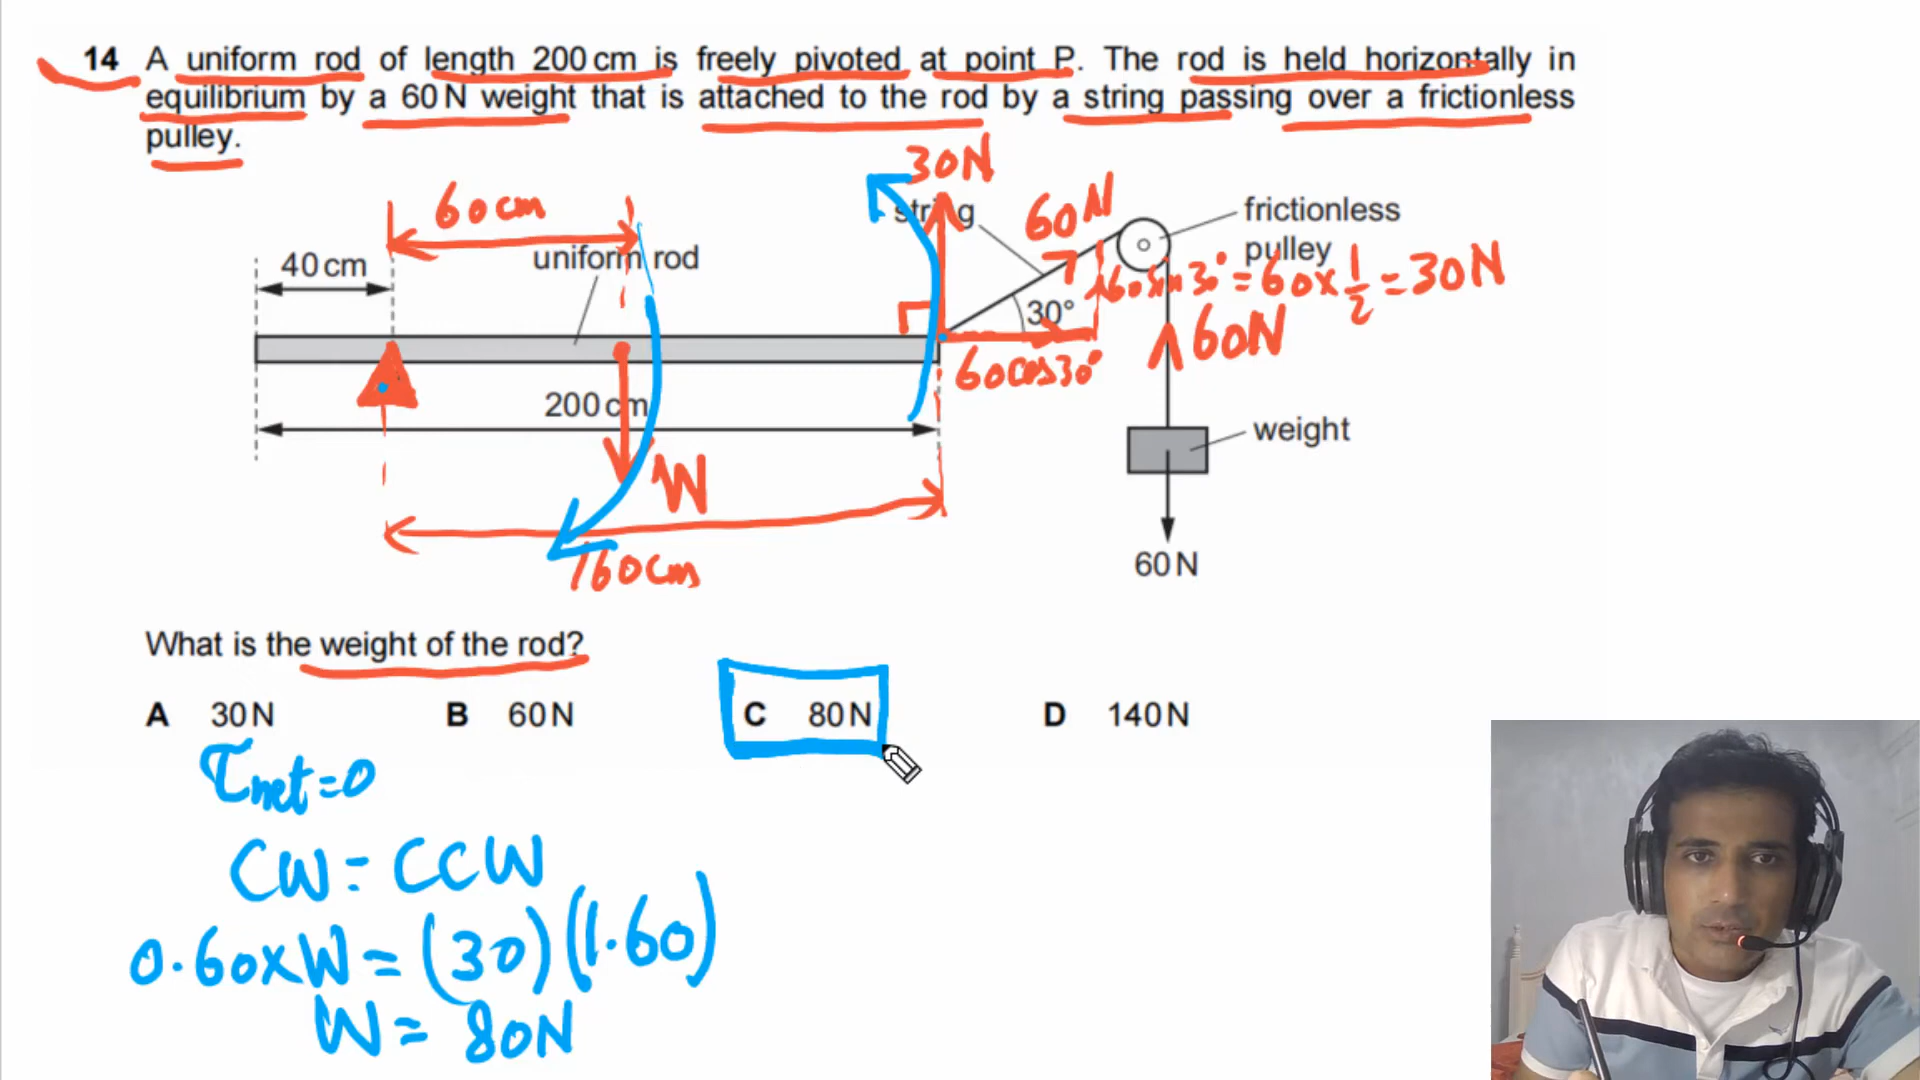 14 A uniform rod of length 200 cm is freely pivoted at point P. The rod is held horizontally in
equilibrium by a 60 N weight that is attached to the rod by a string passing over a frictionless
pulley.
30N
60cm
60N
string
frictionless
pulley
40 cm
uniform rod
60 sin 30° = 60 × 1/2 = 30N
30°
60N
60cos30°
200 cm
weight
W
160cm
60 N
What is the weight of the rod?
A 30 N B 60 N C 80 N D 140 N
τnet = 0
CW = CCW
0.60×W = (30)(1.60)
W = 80N